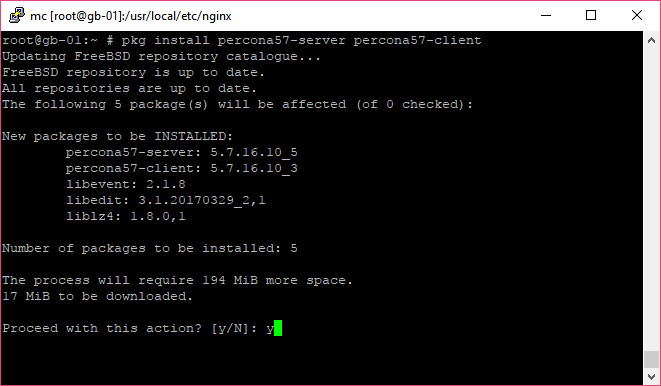 mc [root@gb-01]:/usr/local/etc/nginx
root@gb-01:~ # pkg install percona57-server percona57-client
Updating FreeBSD repository catalogue...
FreeBSD repository is up to date.
All repositories are up to date.
The following 5 package(s) will be affected (of 0 checked):
New packages to be INSTALLED:
percona57-server: 5.7.16.10_5
percona57-client: 5.7.16.10_3
libevent: 2.1.8
libedit: 3.1.20170329_2,1
liblz4: 1.8.0,1
Number of packages to be installed: 5
The process will require 194 MiB more space.
17 MiB to be downloaded.
Proceed with this action? [y/N]: y